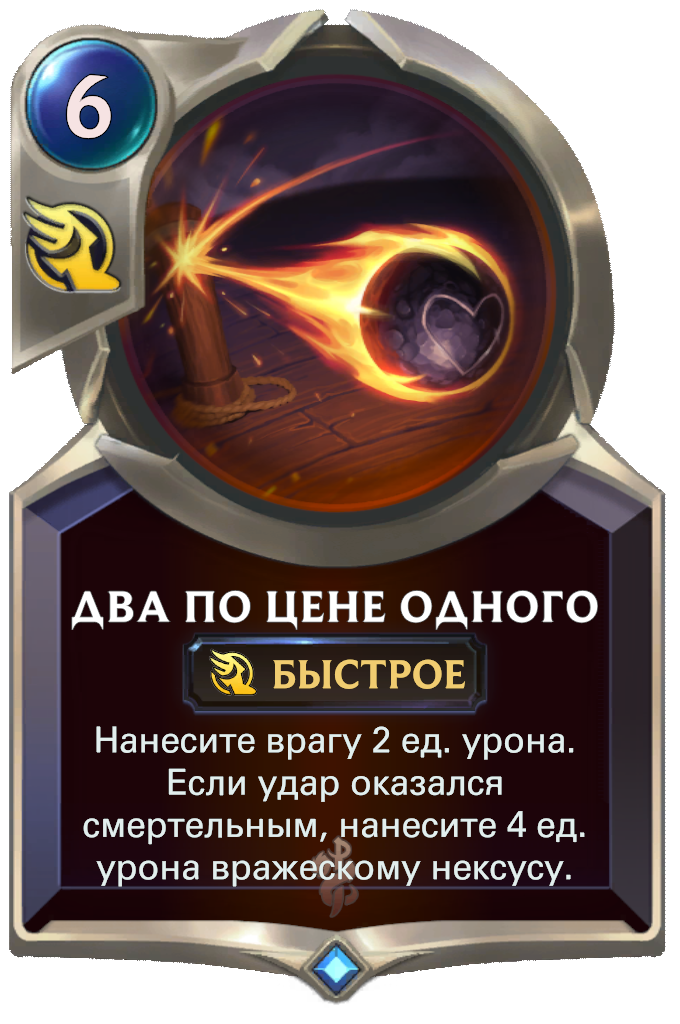 6
ДВА ПО ЦЕНЕ ОДНОГО
БЫСТРОЕ
Нанесите врагу 2 ед. урона.
Если удар оказался
смертельным, нанесите 4 ед.
урона вражескому нексусу.